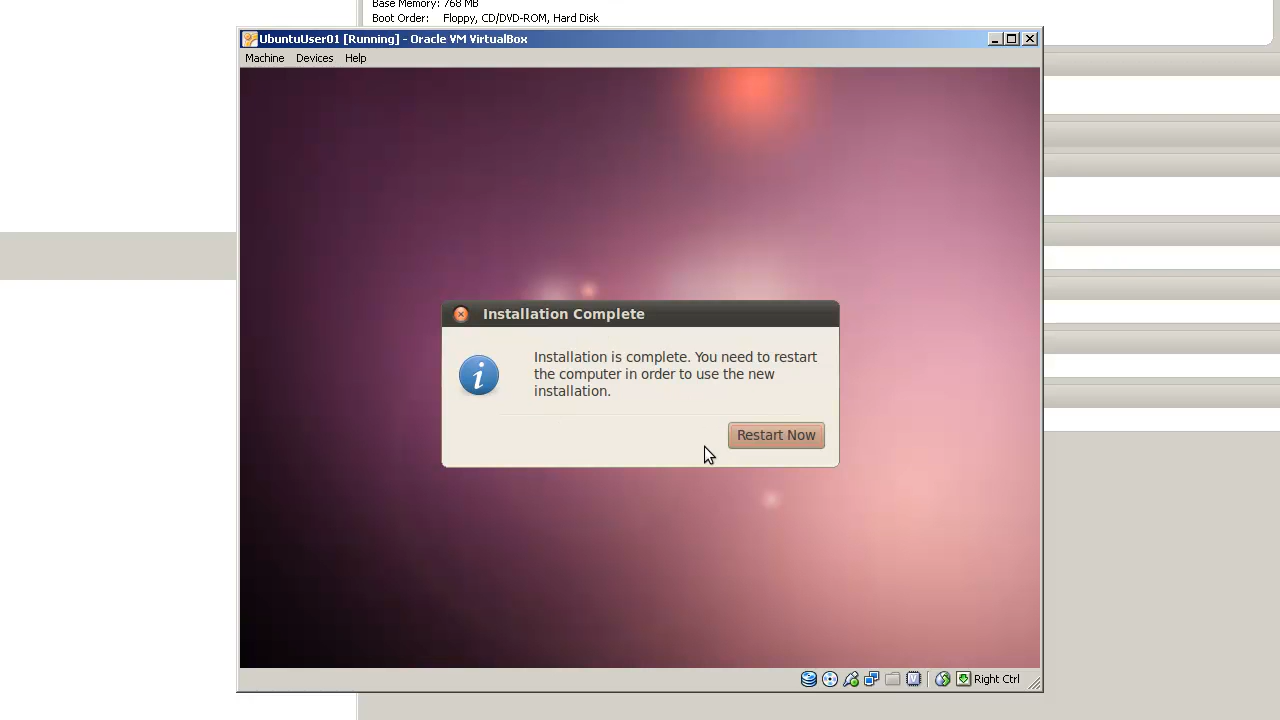 Base Memory: 768 MB
Boot Order: Floppy, CD/DVD-ROM, Hard Disk
UbuntuUser01 [Running] - Oracle VM VirtualBox
Machine Devices Help
Installation Complete
Installation is complete. You need to restart
the computer in order to use the new
installation.
Restart Now
Right Ctrl